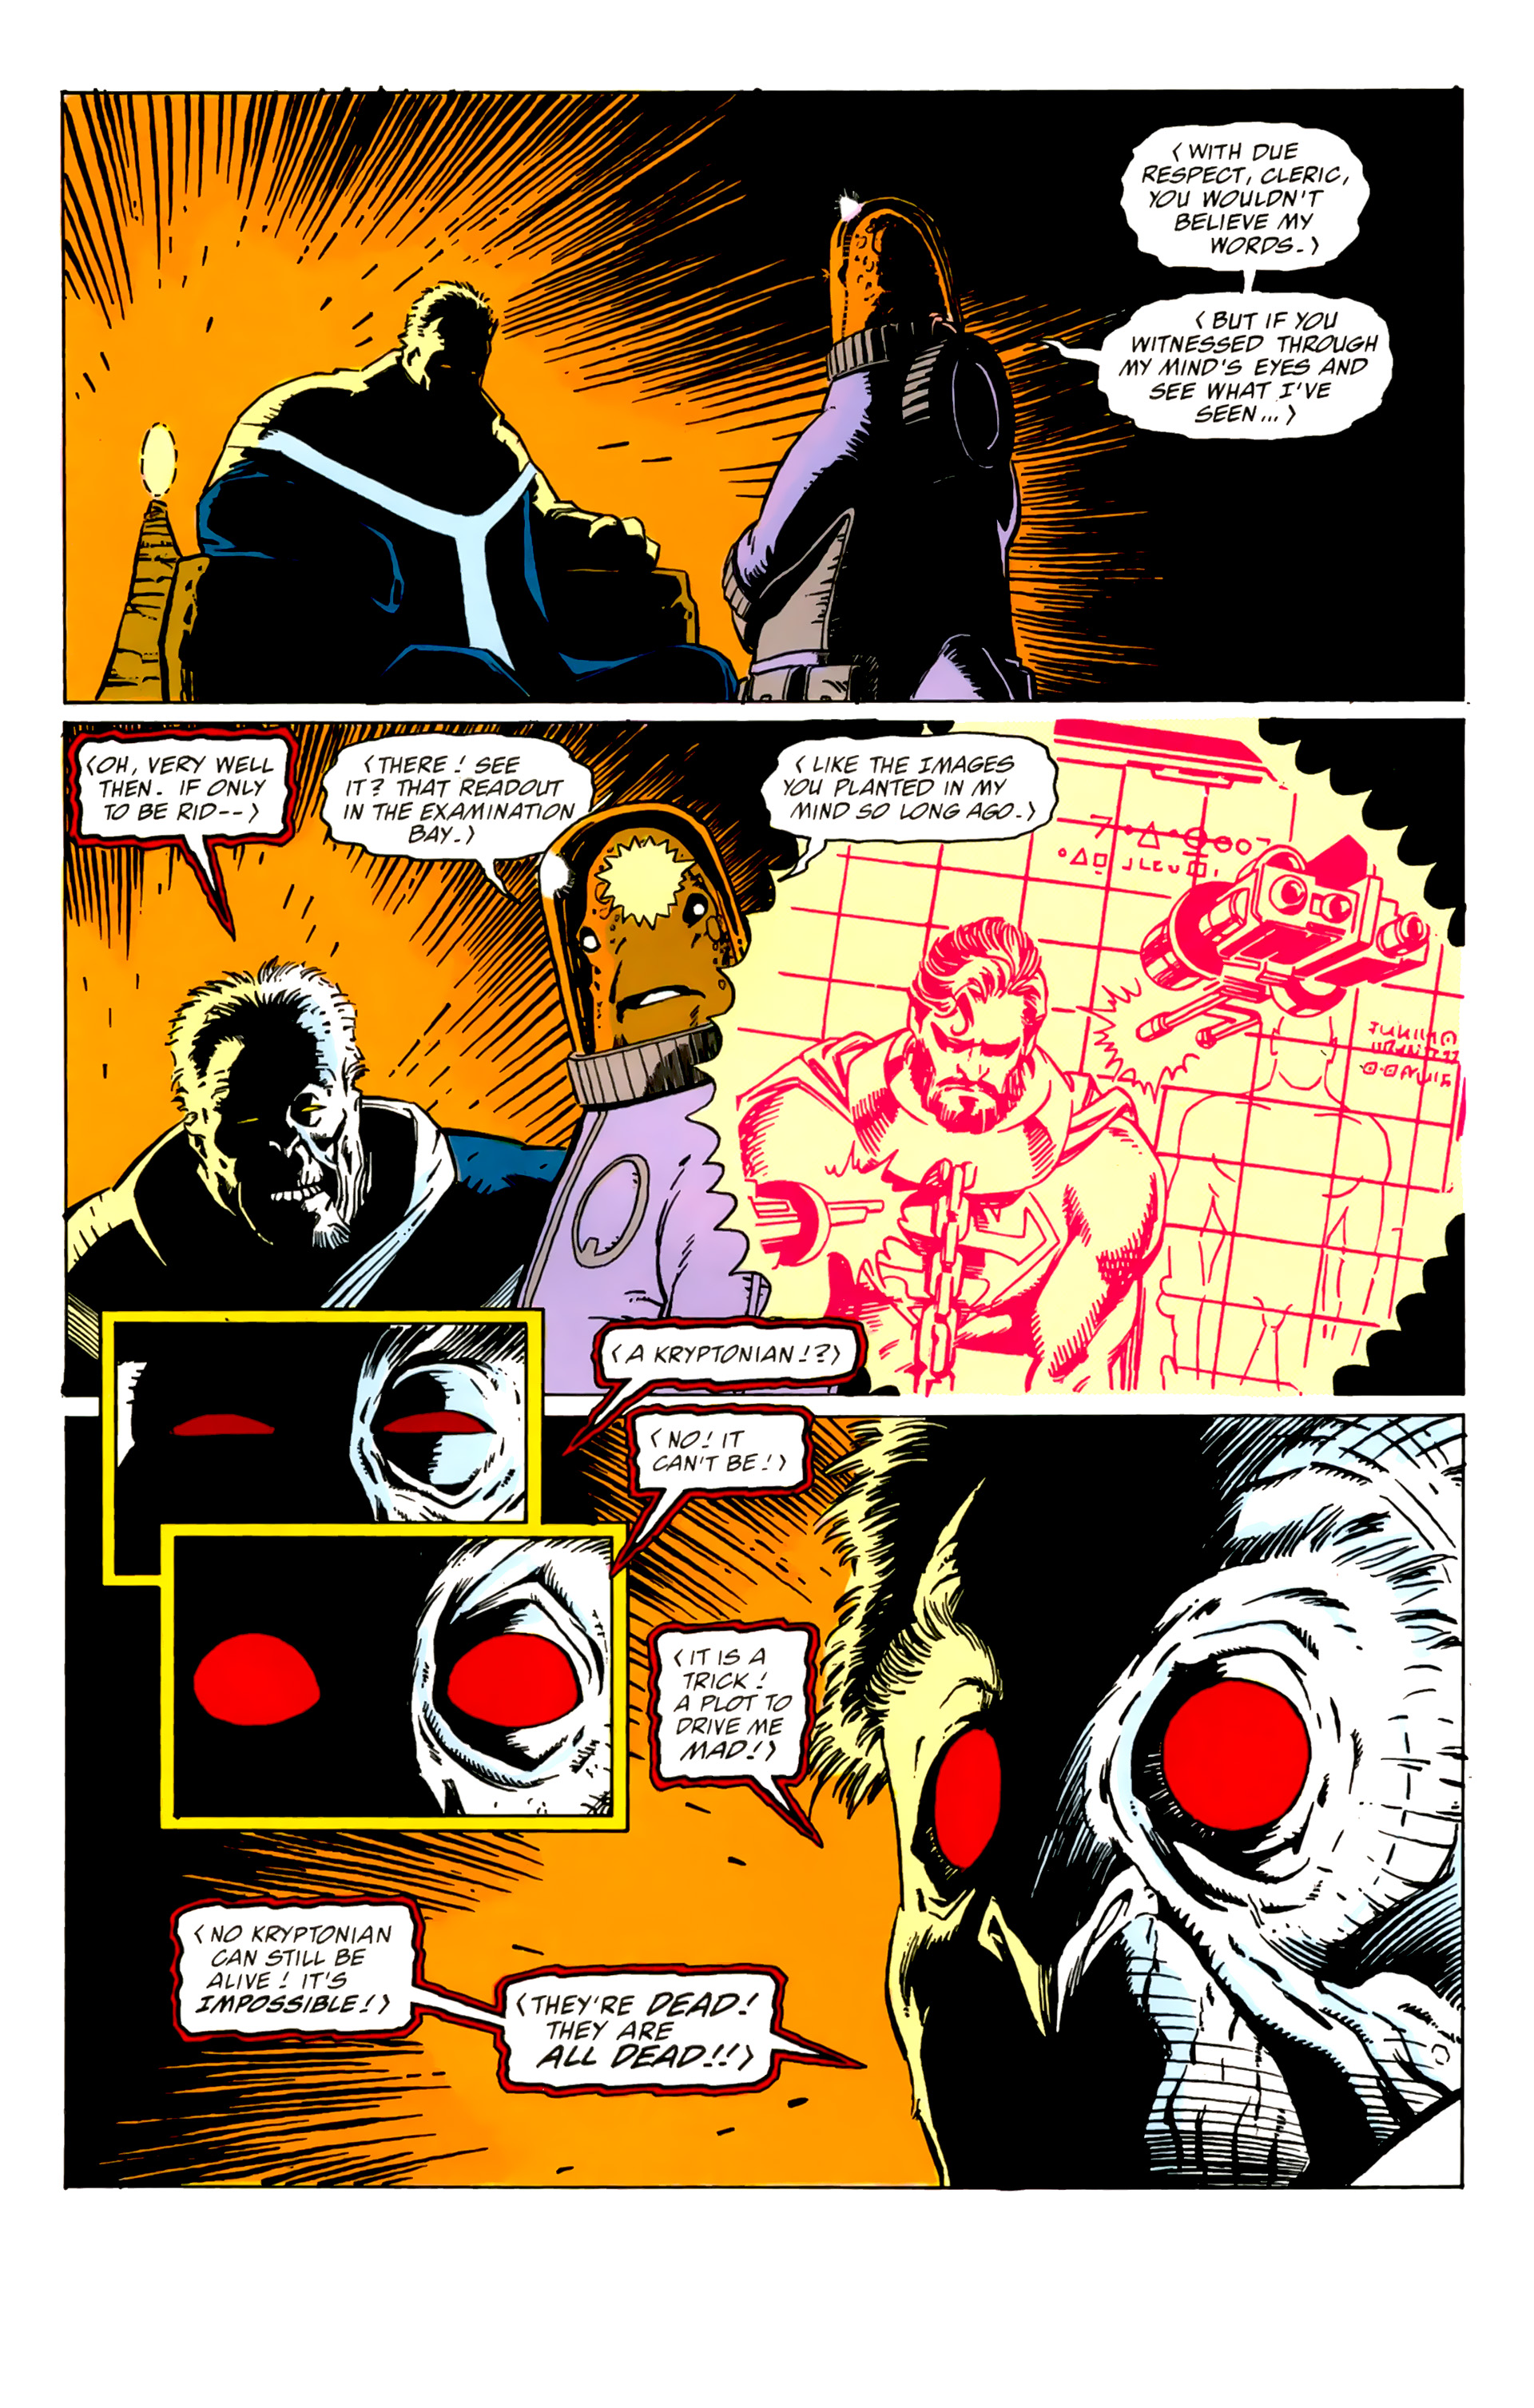 < WITH DUE
RESPECT, CLERIC,
YOU WOULDN'T
BELIEVE MY
WORDS. >
< BUT IF YOU
WITNESSED THROUGH
MY MIND'S EYES AND
SEE WHAT I'VE
SEEN... >
<OH, VERY WELL
THEN. IF ONLY
TO BE RID-- >
<THERE! SEE
IT? THAT READOUT
IN THE EXAMINATION
BAY. >
< LIKE THE IMAGES
YOU PLANTED IN MY
MIND SO LONG AGO. >
< A KRYPTONIAN!? >
< NO! IT
CAN'T BE! >
<IT IS A
TRICK!
A PLOT TO
DRIVE ME
MAD! >
< NO KRYPTONIAN
CAN STILL BE
ALIVE! IT'S
IMPOSSIBLE! >
<THEY'RE DEAD!
THEY ARE
ALL DEAD!! >